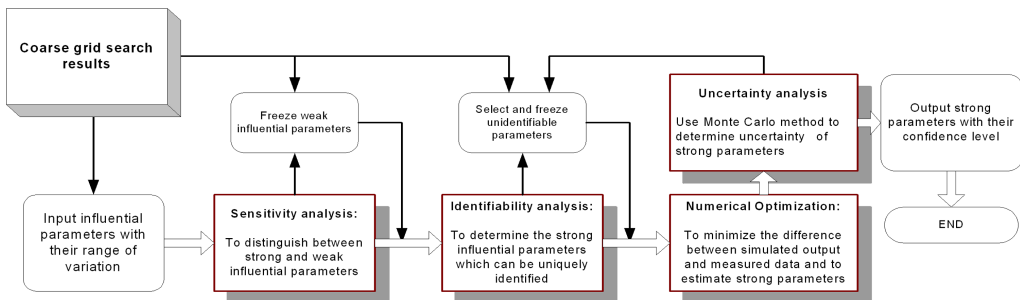 Coarse grid search
results
Freeze weak
influential parameters
Select and freeze
unidentifiable
parameters
Uncertainty analysis
Use Monte Carlo method to
determine uncertainty of
strong parameters
Output strong
parameters with their
confidence level
Input influential
parameters with
their range of
variation
Sensitivity analysis:
To distinguish between
strong and weak
influential parameters
Identifiability analysis:
To determine the strong
influential parameters
which can be uniquely
identified
Numerical Optimization:
To minimize the difference
between simulated output
and measured data and to
estimate strong parameters
END